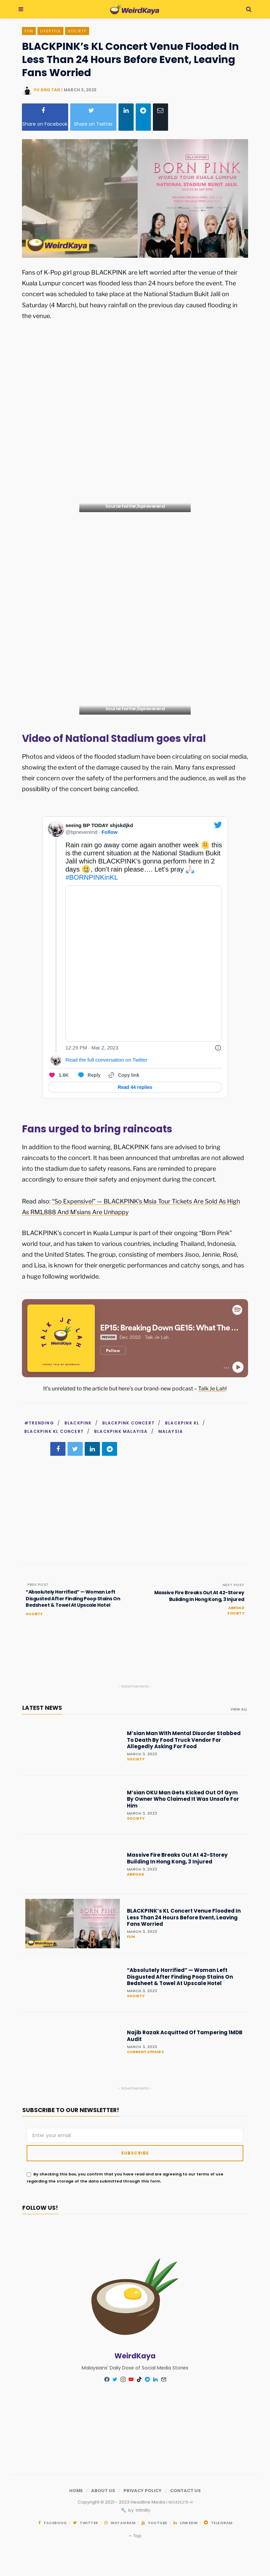 WeirdKaya
FUN
LIFESTYLE
SOCIETY
BLACKPINK’s KL Concert Venue Flooded In
Less Than 24 Hours Before Event, Leaving
Fans Worried
FU ANG TAN / MARCH 3, 2023
Share on Facebook
Share on Twitter
WeirdKaya
BLACKPINK
WORLD TOUR
BORN PINK
WORLD TOUR KUALA LUMPUR
NATIONAL STADIUM BUKIT JALIL
Fans of K-Pop girl group BLACKPINK are left worried after the venue of their
Kuala Lumpur concert was flooded less than 24 hours before the event. The
concert was scheduled to take place at the National Stadium Bukit Jalil on
Saturday (4 March), but heavy rainfall on the previous day caused flooding in
the venue.
Source: Twitter/bpneverend
Source: Twitter/bpneverend
Video of National Stadium goes viral
Photos and videos of the flooded stadium have been circulating on social media,
showing the extent of the damage caused by the rain. Many fans expressed
their concern over the safety of the performers and the audience, as well as the
possibility of the concert being cancelled.
seeing BP TODAY shjskdjkd
@bpneverend · Follow
Rain rain go away come again another week 🫠 this
is the current situation at the National Stadium Bukit
Jalil which BLACKPINK's gonna perform here in 2
days 🥲, don't rain please…. Let's pray 🙏🏻
#BORNPINKinKL
12:29 PM · Mar 2, 2023
Read the full conversation on Twitter
1.6K Reply Copy link
Read 44 replies
Fans urged to bring raincoats
In addition to the flood warning, BLACKPINK fans are advised to bring
raincoats to the concert. It has been announced that umbrellas are not allowed
into the stadium due to safety reasons. Fans are encouraged to prepare
accordingly to ensure that they can enjoy the concert without getting wet or
experiencing any discomfort.
Read also: “So Expensive!” — BLACKPINK’s Msia Tour Tickets Are Sold As High
As RM1,888 And M’sians Are Unhappy
BLACKPINK’s concert in Kuala Lumpur is part of their ongoing “Born Pink”
world tour, and has taken to various countries, including Thailand, Indonesia,
and the United States. The group, consisting of members Jisoo, Jennie, Rosé,
and Lisa, is known for their energetic performances and catchy songs, and has
a huge following worldwide.
TALK JE LAH
EP15: Breaking Down GE15: What The ...
PREVIEW Dec 2022 · Talk Je Lah
Follow
It’s unrelated to the article but here’s our brand-new podcast – Talk Je Lah!
#TRENDING / BLACKPINK / BLACKPINK CONCERT / BLACKPINK KL /
BLACKPINK KL CONCERT / BLACKPINK MALAYISA / MALAYSIA
PREV POST
“Absolutely Horrified” — Woman Left
Disgusted After Finding Poop Stains On
Bedsheet & Towel At Upscale Hotel
SOCIETY
NEXT POST
Massive Fire Breaks Out At 42-Storey
Building In Hong Kong, 3 Injured
ABROAD
SOCIETY
- Advertisements -
LATEST NEWS
VIEW ALL
M’sian Man With Mental Disorder Stabbed
To Death By Food Truck Vendor For
Allegedly Asking For Food
MARCH 3, 2023
SOCIETY
M’sian OKU Man Gets Kicked Out Of Gym
By Owner Who Claimed It Was Unsafe For
Him
MARCH 3, 2023
SOCIETY
Massive Fire Breaks Out At 42-Storey
Building In Hong Kong, 3 Injured
MARCH 3, 2023
ABROAD
BLACKPINK’s KL Concert Venue Flooded In
Less Than 24 Hours Before Event, Leaving
Fans Worried
MARCH 3, 2023
FUN
“Absolutely Horrified” — Woman Left
Disgusted After Finding Poop Stains On
Bedsheet & Towel At Upscale Hotel
MARCH 3, 2023
SOCIETY
Najib Razak Acquitted Of Tampering 1MDB
Audit
MARCH 3, 2023
CURRENT AFFAIRS
- Advertisements -
SUBSCRIBE TO OUR NEWSLETTER!
Enter your email
SUBSCRIBE
By checking this box, you confirm that you have read and are agreeing to our terms of use
regarding the storage of the data submitted through this form.
FOLLOW US!
WeirdKaya
Malaysians' Daily Dose of Social Media Stories
HOME / ABOUT US / PRIVACY POLICY / CONTACT US
by Infinity
FACEBOOK TWITTER INSTAGRAM YOUTUBE LINKEDIN TELEGRAM
Top